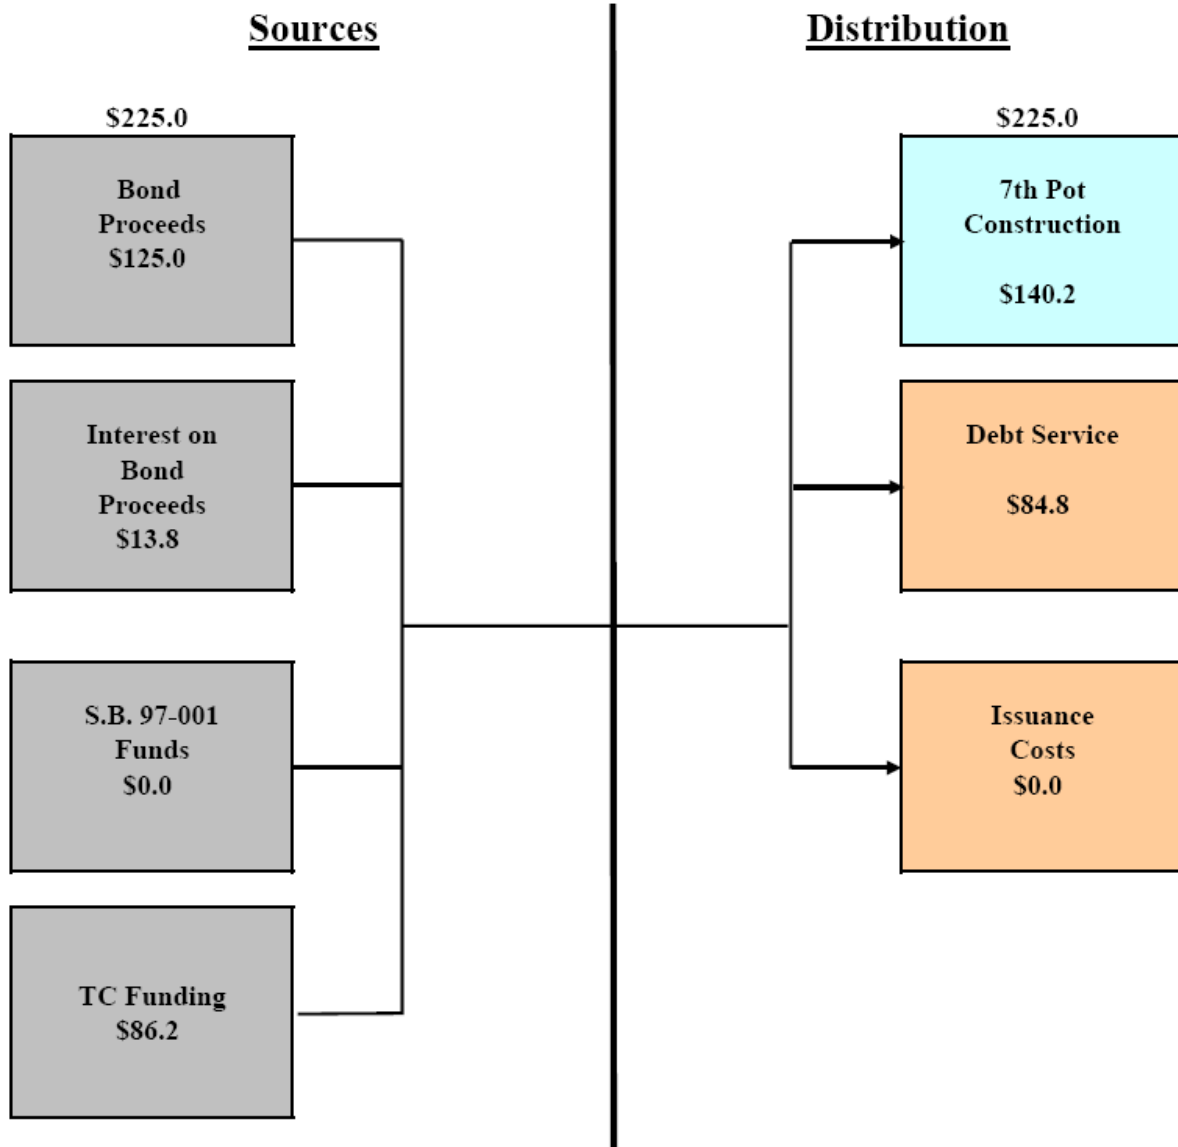 Sources
$225.0
Bond
Proceeds
$125.0
Interest on
Bond
Proceeds
$13.8
S.B. 97-001
Funds
$0.0
TC Funding
$86.2
Distribution
$225.0
7th Pot
Construction
$140.2
Debt Service
$84.8
Issuance
Costs
$0.0